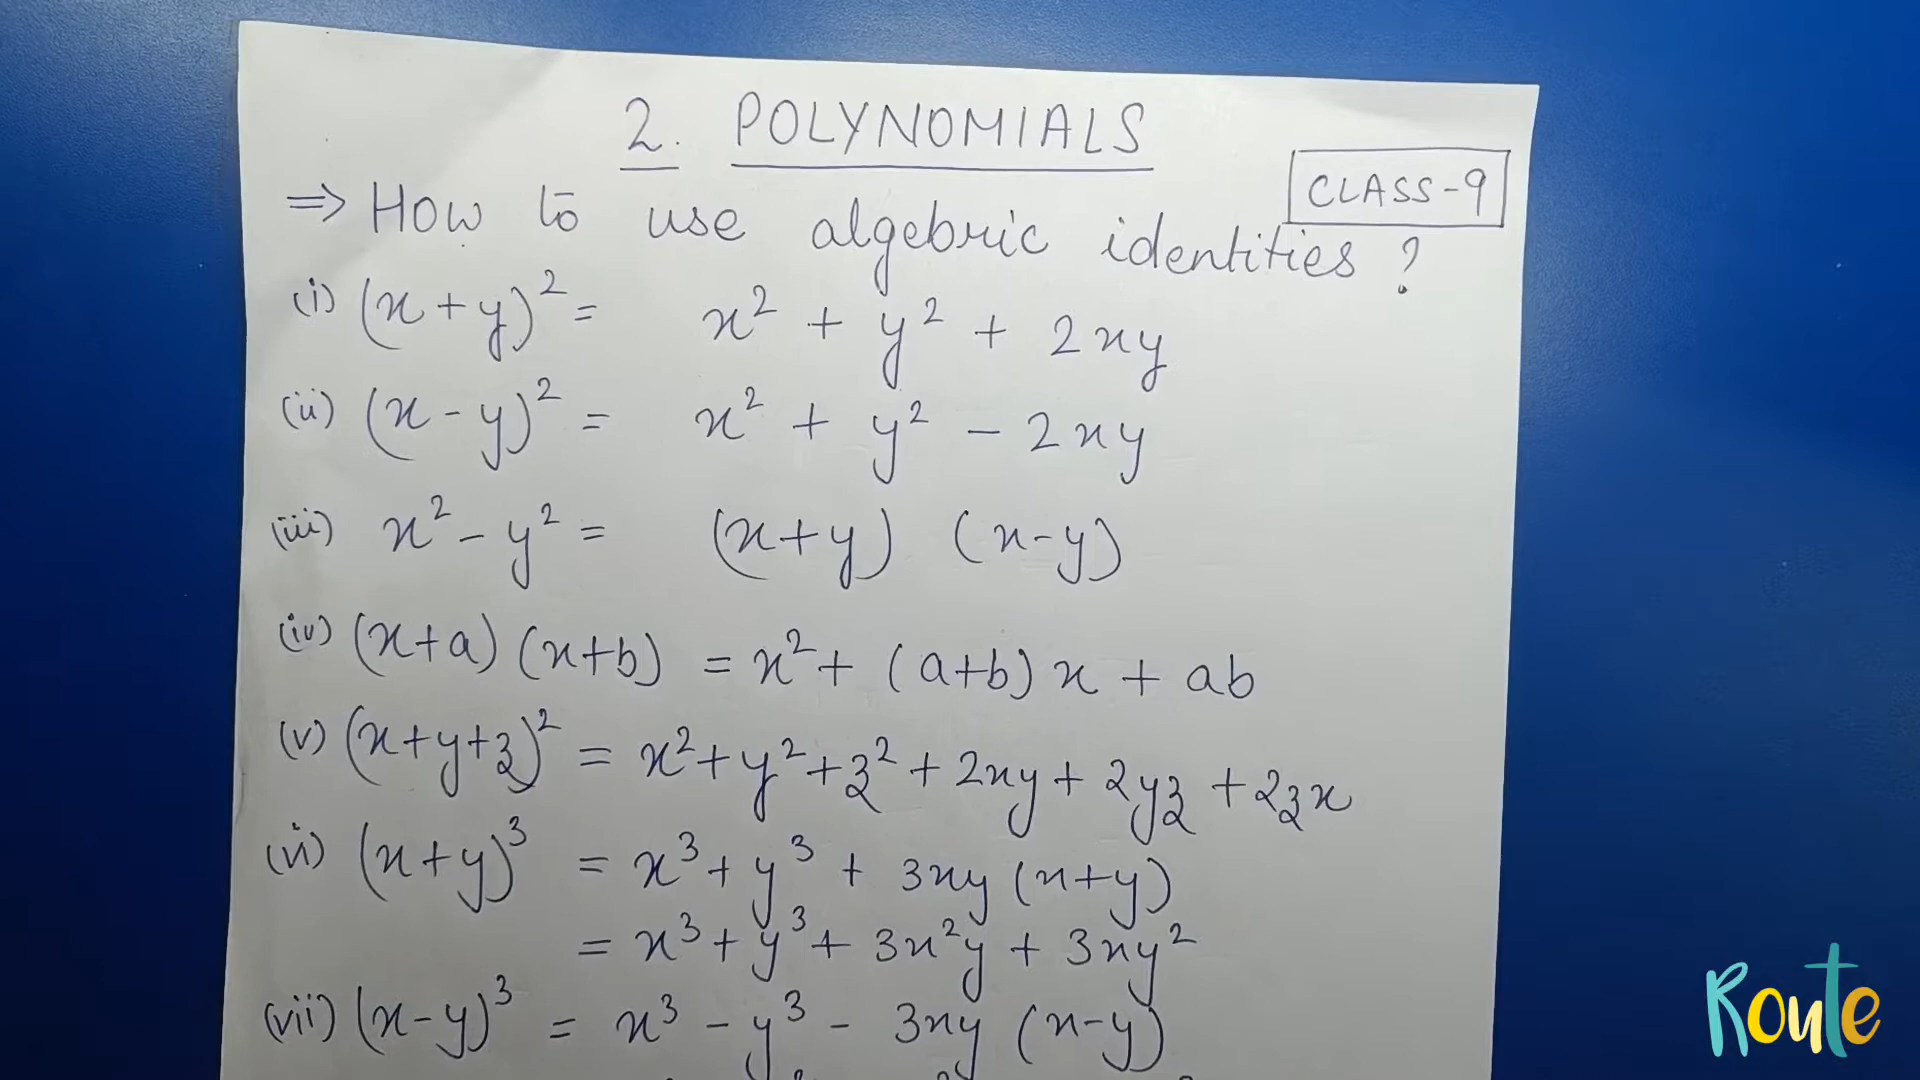 2. POLYNOMIALS
CLASS-9
⇒ How to use algebric identities ?
(i) (x+y)² = x² + y² + 2xy
(ii) (x-y)² = x² + y² - 2xy
(iii) x² - y² = (x+y) (x-y)
(iv) (x+a) (x+b) = x² + (a+b) x + ab
(v) (x+y+z)² = x² + y² + z² + 2xy + 2yz + 2zx
(vi) (x+y)³ = x³ + y³ + 3xy (x+y)
= x³ + y³ + 3x²y + 3xy²
(vii) (x-y)³ = x³ - y³ - 3xy (x-y)
Route